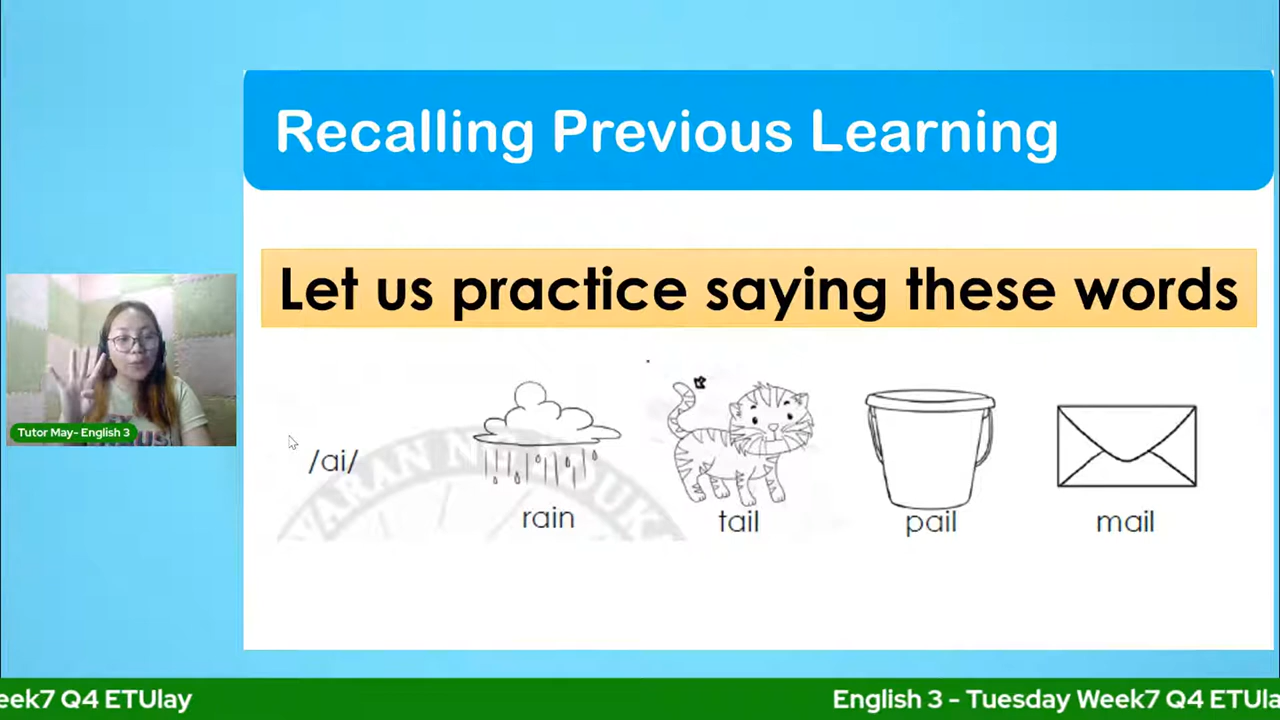 Recalling Previous Learning
Let us practice saying these words
/ai/
rain
tail
pail
mail
Tutor May- English 3
eek7 Q4 ETUlay
English 3 - Tuesday Week7 Q4 ETUla